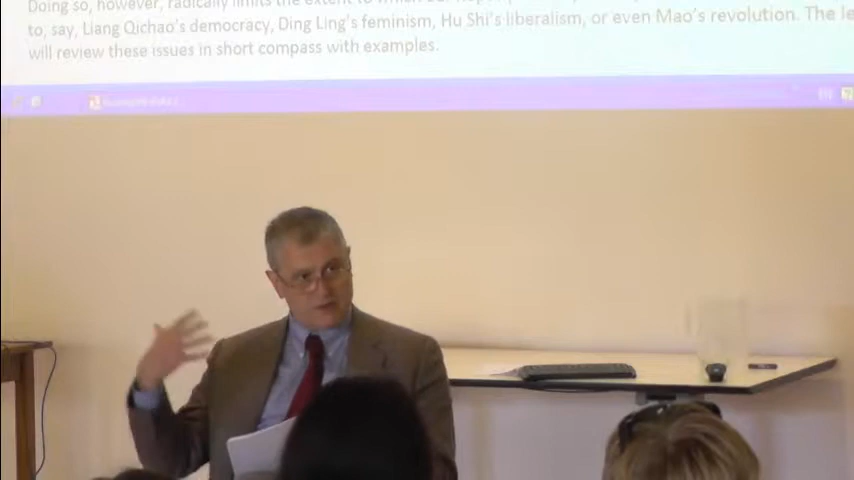 Doing so, however, radically limits the extent to which our
to, say, Liang Qichao's democracy, Ding Ling's feminism, Hu Shi's liberalism, or even Mao's revolution. The le
will review these issues in short compass with examples.